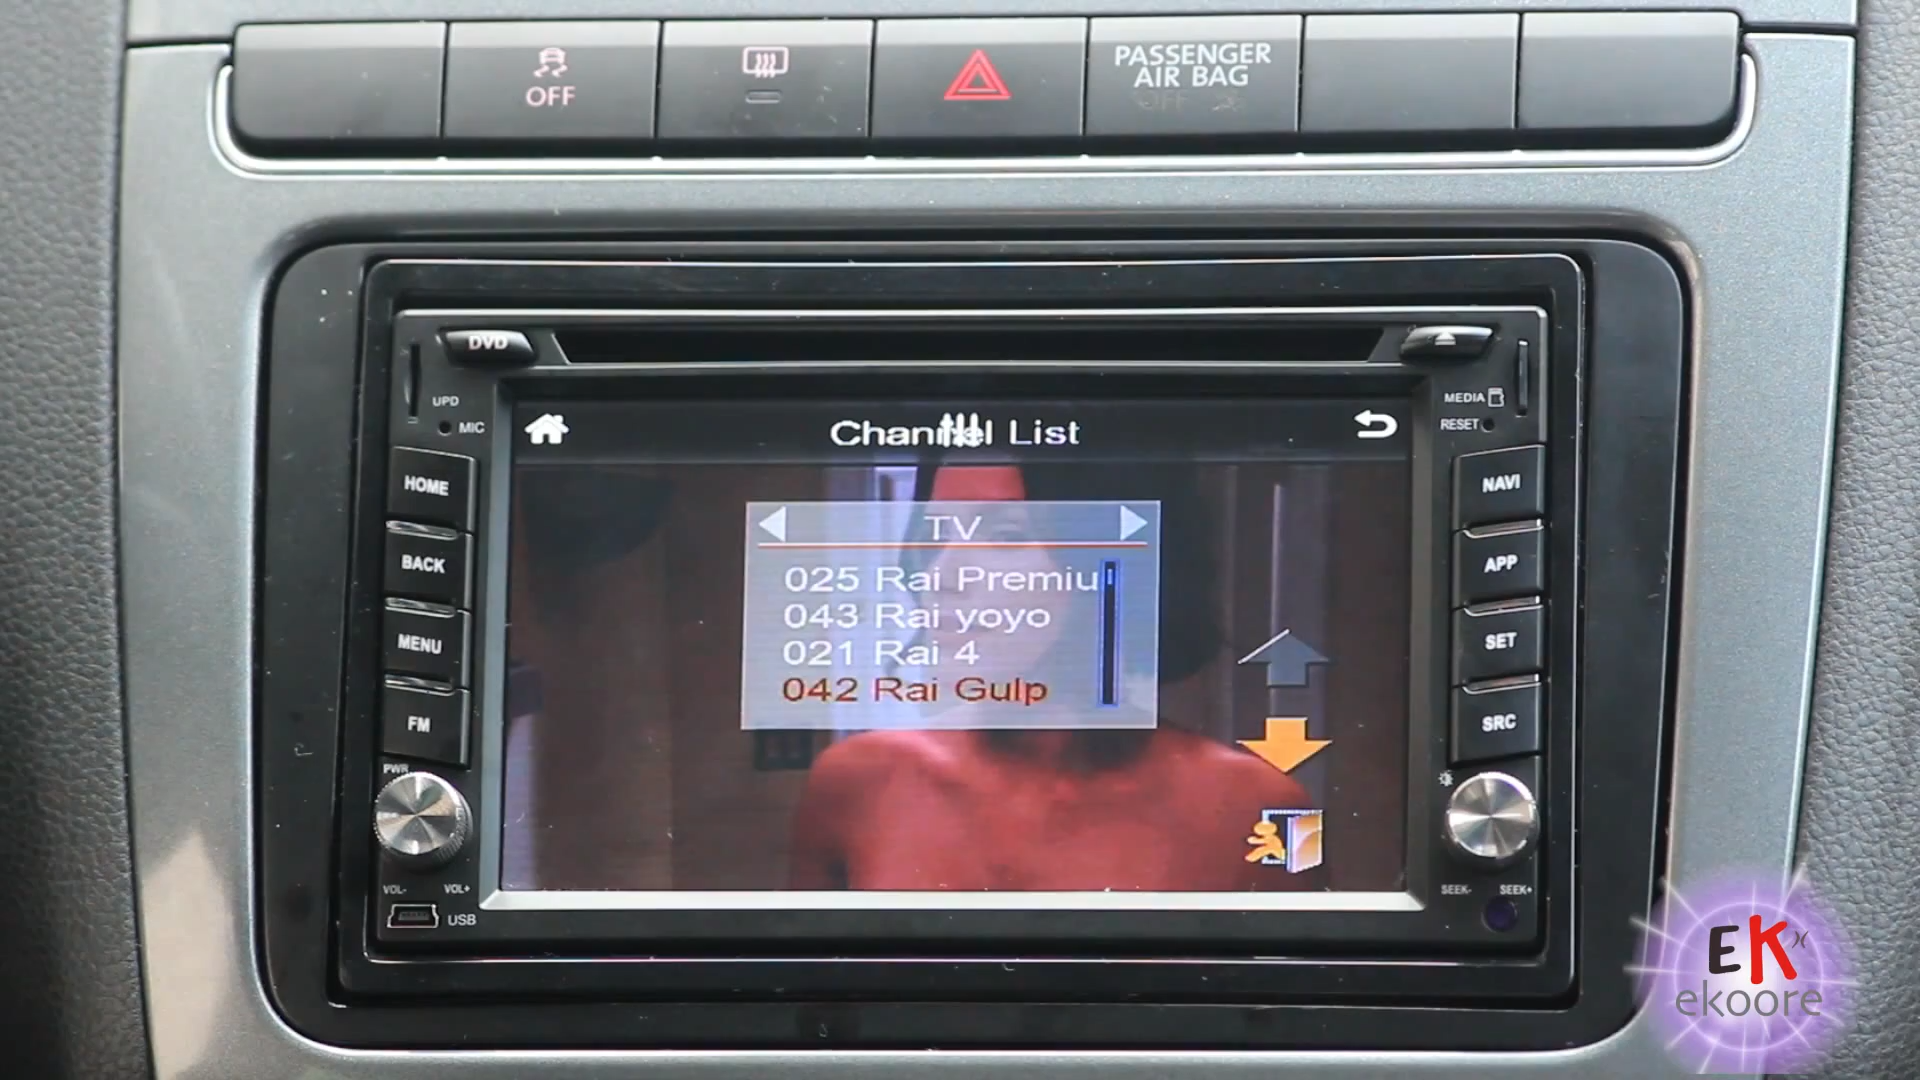 OFF
PASSENGER
AIR BAG
DVD
UPD
MIC
MEDIA
RESET
Channel List
HOME
BACK
MENU
FM
PWR
VOL-
VOL+
USB
TV
025 Rai Premiu
043 Rai yoyo
021 Rai 4
042 Rai Gulp
NAVI
APP
SET
SRC
SEEK-
SEEK+
EK
ekoore